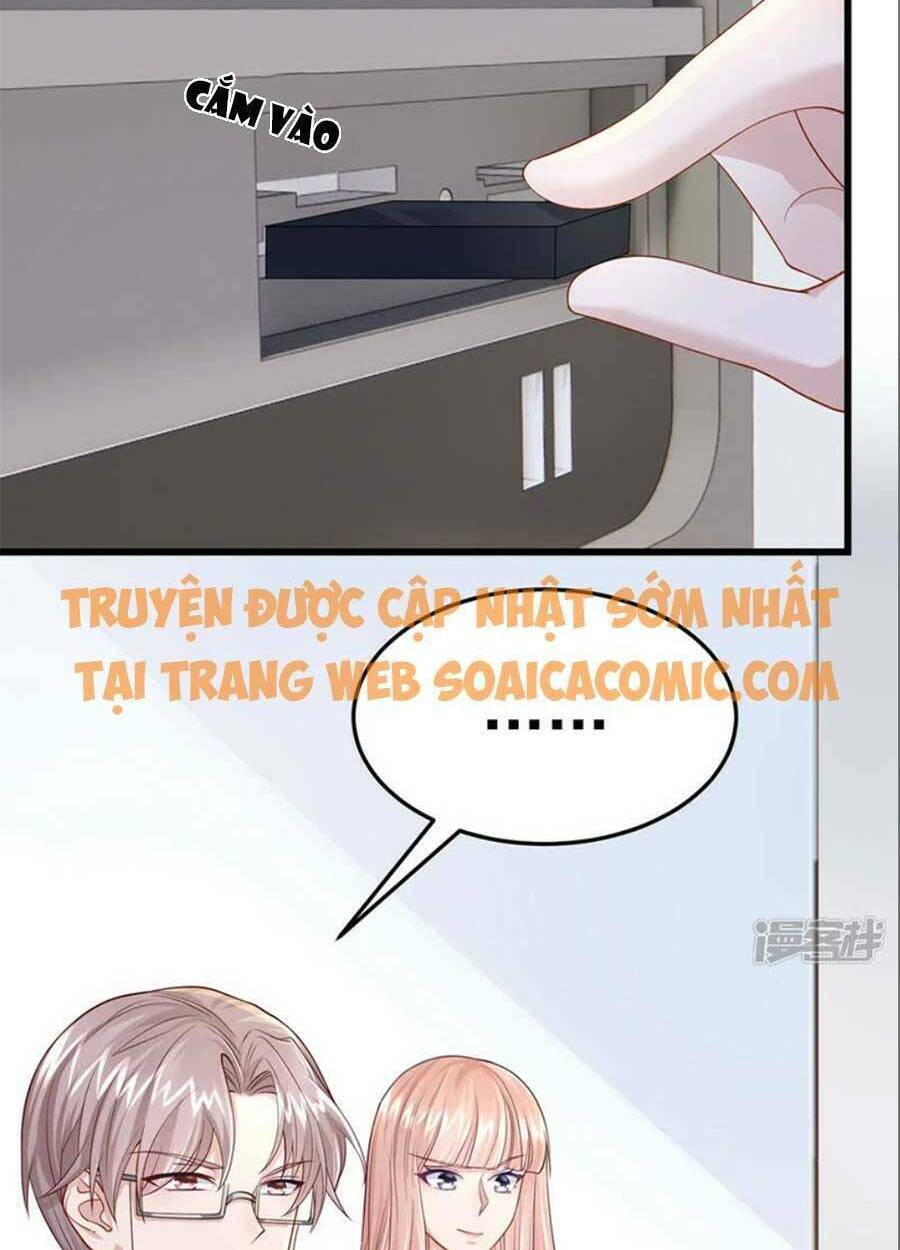 CẮM VÀO
TRUYỆN ĐƯỢC CẬP NHẬT SỚM NHẤT
TẠI TRANG WEB SOAICACOMIC.COM
......
漫客栈